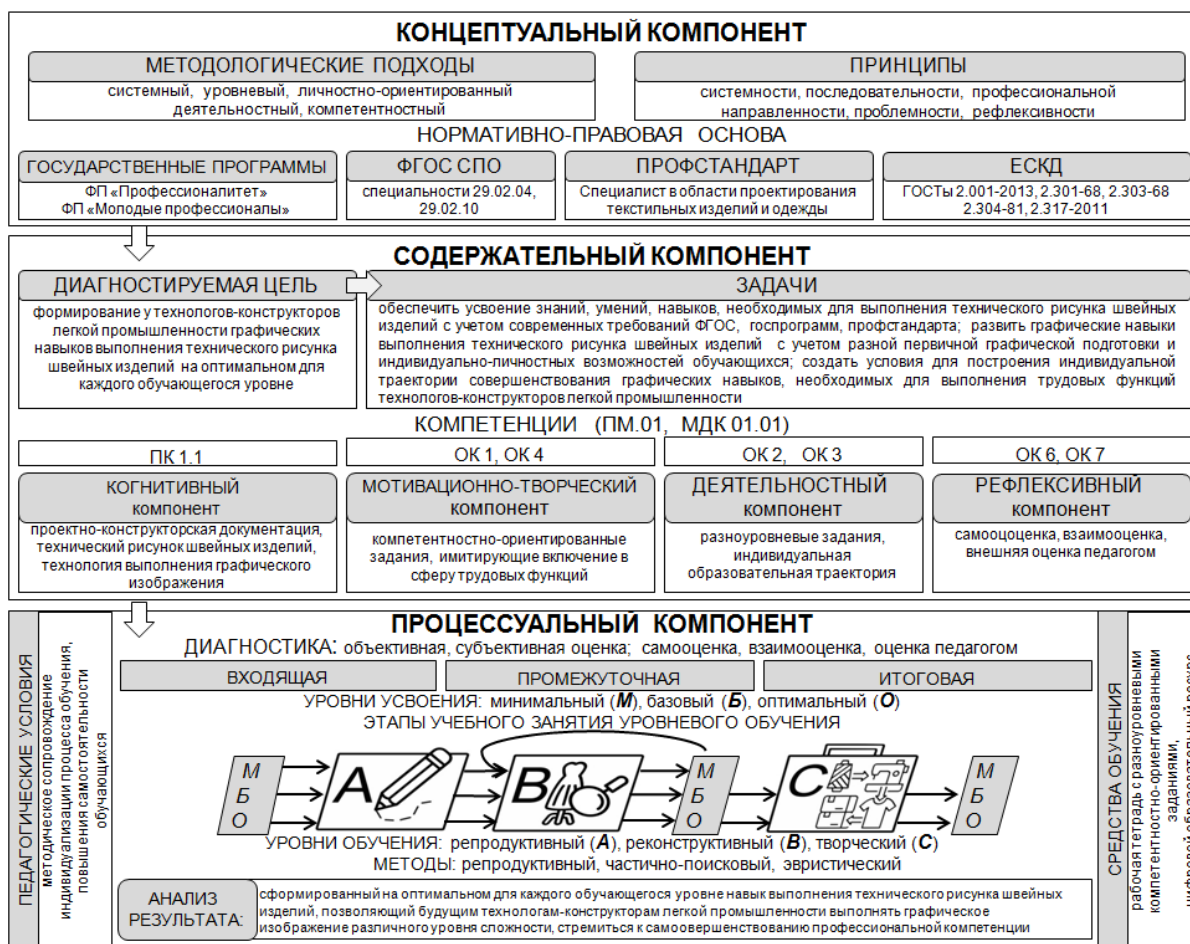 КОНЦЕПТУАЛЬНЫЙ КОМПОНЕНТ
МЕТОДОЛОГИЧЕСКИЕ ПОДХОДЫ
системный, уровневый, личностно-ориентированный
деятельностный, компетентностный
ПРИНЦИПЫ
системности, последовательности, профессиональной
направленности, проблемности, рефлексивности
НОРМАТИВНО-ПРАВОВАЯ ОСНОВА
ГОСУДАРСТВЕННЫЕ ПРОГРАММЫ
ФП «Профессионалитет»
ФП «Молодые профессионалы»
ФГОС СПО
специальности 29.02.04,
29.02.10
ПРОФСТАНДАРТ
Специалист в области проектирования
текстильных изделий и одежды
ЕСКД
ГОСТы 2.001-2013, 2.301-68, 2.303-68
2.304-81, 2.317-2011
СОДЕРЖАТЕЛЬНЫЙ КОМПОНЕНТ
ДИАГНОСТИРУЕМАЯ ЦЕЛЬ
формирование у технологов-конструкторов
легкой промышленности графических
навыков выполнения технического рисунка
швейных изделий на оптимальном для
каждого обучающегося уровне
ЗАДАЧИ
обеспечить усвоение знаний, умений, навыков, необходимых для выполнения технического рисунка швейных
изделий с учетом современных требований ФГОС, госпрограмм, профстандарта; развить графические навыки
выполнения технического рисунка швейных изделий с учетом разной первичной графической подготовки и
индивидуально-личностных возможностей обучающихся; создать условия для построения индивидуальной
траектории совершенствования графических навыков, необходимых для выполнения трудовых функций
технологов-конструкторов легкой промышленности
КОМПЕТЕНЦИИ (ПМ.01, МДК 01.01)
ПК 1.1
ОК 1, ОК 4
ОК 2, ОК 3
ОК 6, ОК 7
КОГНИТИВНЫЙ
компонент
проектно-конструкторская документация,
технический рисунок швейных изделий,
технология выполнения графического
изображения
МОТИВАЦИОННО-ТВОРЧЕСКИЙ
компонент
компетентностно-ориентированные
задания, имитирующие включение в
сферу трудовых функций
ДЕЯТЕЛЬНОСТНЫЙ
компонент
разноуровневые задания,
индивидуальная
образовательная траектория
РЕФЛЕКСИВНЫЙ
компонент
самооцоценка, взаимооценка,
внешняя оценка педагогом
ПЕДАГОГИЧЕСКИЕ УСЛОВИЯ
методическое сопровождение
индивидуализации процесса обучения,
повышения самостоятельности
обучающихся
ПРОЦЕССУАЛЬНЫЙ КОМПОНЕНТ
ДИАГНОСТИКА: объективная, субъективная оценка; самооценка, взаимооценка, оценка педагогом
ВХОДЯЩАЯ
ПРОМЕЖУТОЧНАЯ
ИТОГОВАЯ
УРОВНИ УСВОЕНИЯ: минимальный (М), базовый (Б), оптимальный (О)
ЭТАПЫ УЧЕБНОГО ЗАНЯТИЯ УРОВНЕВОГО ОБУЧЕНИЯ
М
Б
О
А
В
М
Б
О
С
М
Б
О
УРОВНИ ОБУЧЕНИЯ: репродуктивный (А), реконструктивный (В), творческий (С)
МЕТОДЫ: репродуктивный, частично-поисковый, эвристический
АНАЛИЗ
РЕЗУЛЬТАТА:
сформированный на оптимальном для каждого обучающегося уровне навык выполнения технического рисунка швейных
изделий, позволяющий будущим технологам-конструкторам легкой промышленности выполнять графическое
изображение различного уровня сложности, стремиться к самоовершенствованию профессиональной компетенции
СРЕДСТВА ОБУЧЕНИЯ
рабочая тетрадь с разноуровневыми
компетентностно-ориентированными
заданиями,